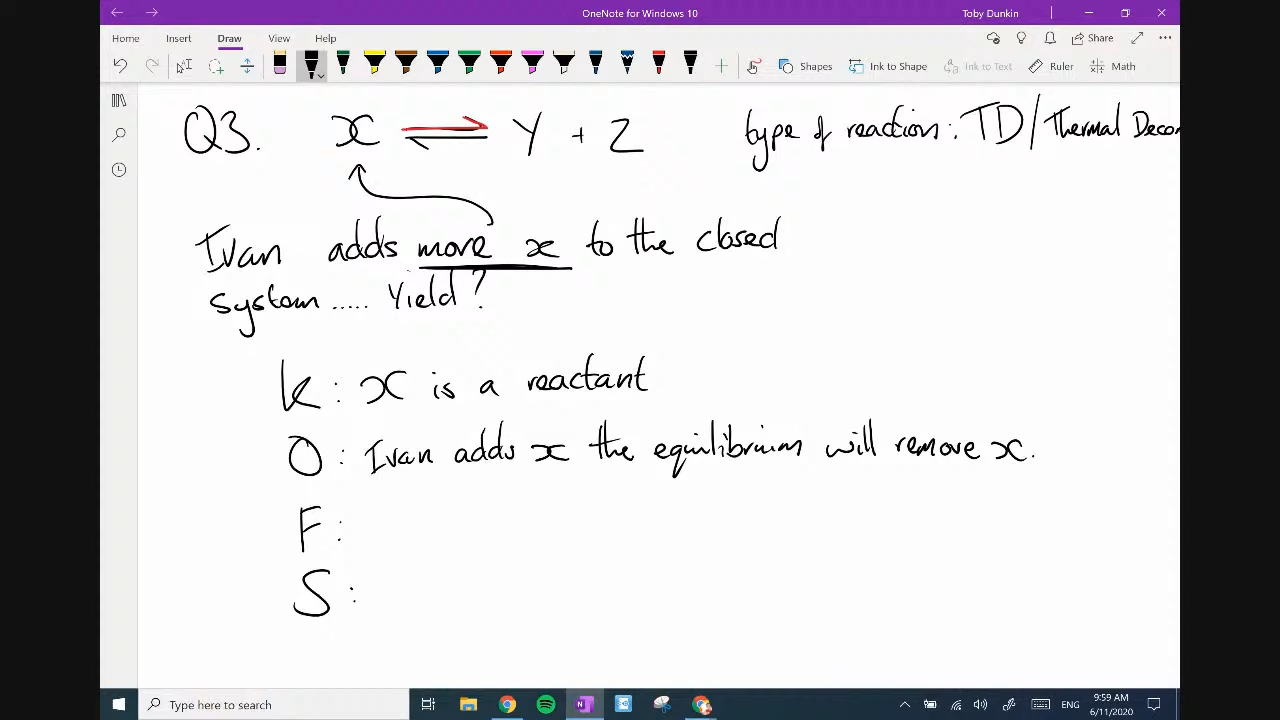 OneNote for Windows 10
Toby Dunkin
Home Insert Draw View Help
Share
Shapes
Ink to Shape
Ink to Text
Ruler
Math
Q3. x ⇌ Y + Z
type of reaction : TD/Thermal Decom
Ivan adds more x to the closed
system ..... Yield?
K : x is a reactant
O : Ivan adds x the equilibrium will remove x.
F :
S :
Type here to search
9:59 AM
6/11/2020